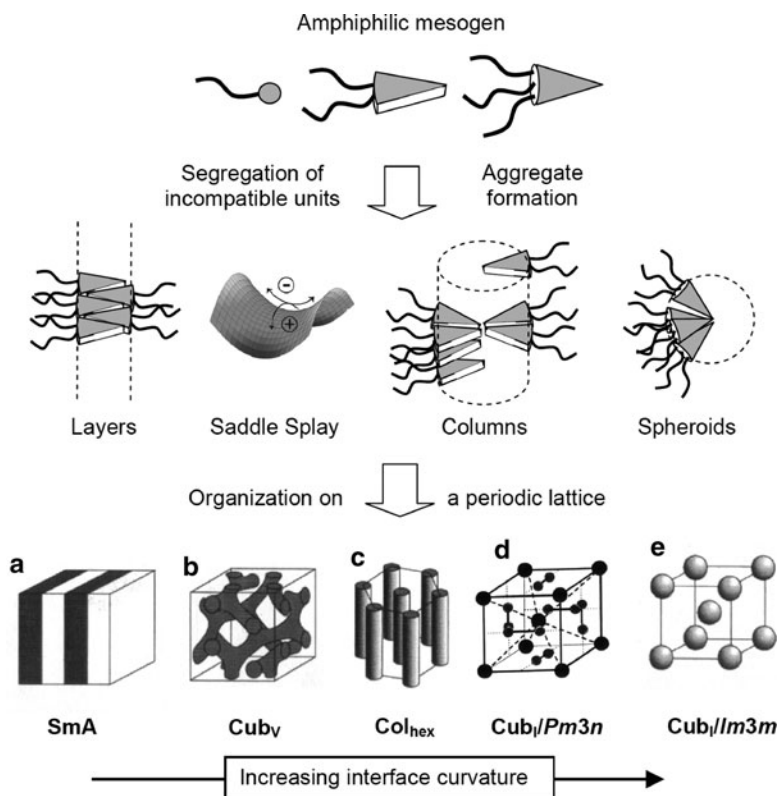 Amphiphilic mesogen
Segregation of
incompatible units
Aggregate
formation
−
+
Layers
Saddle Splay
Columns
Spheroids
Organization on
a periodic lattice
a
b
c
d
e
SmA
Cubv
Colhex
CubI/Pm3n
CubI/Im3m
Increasing interface curvature